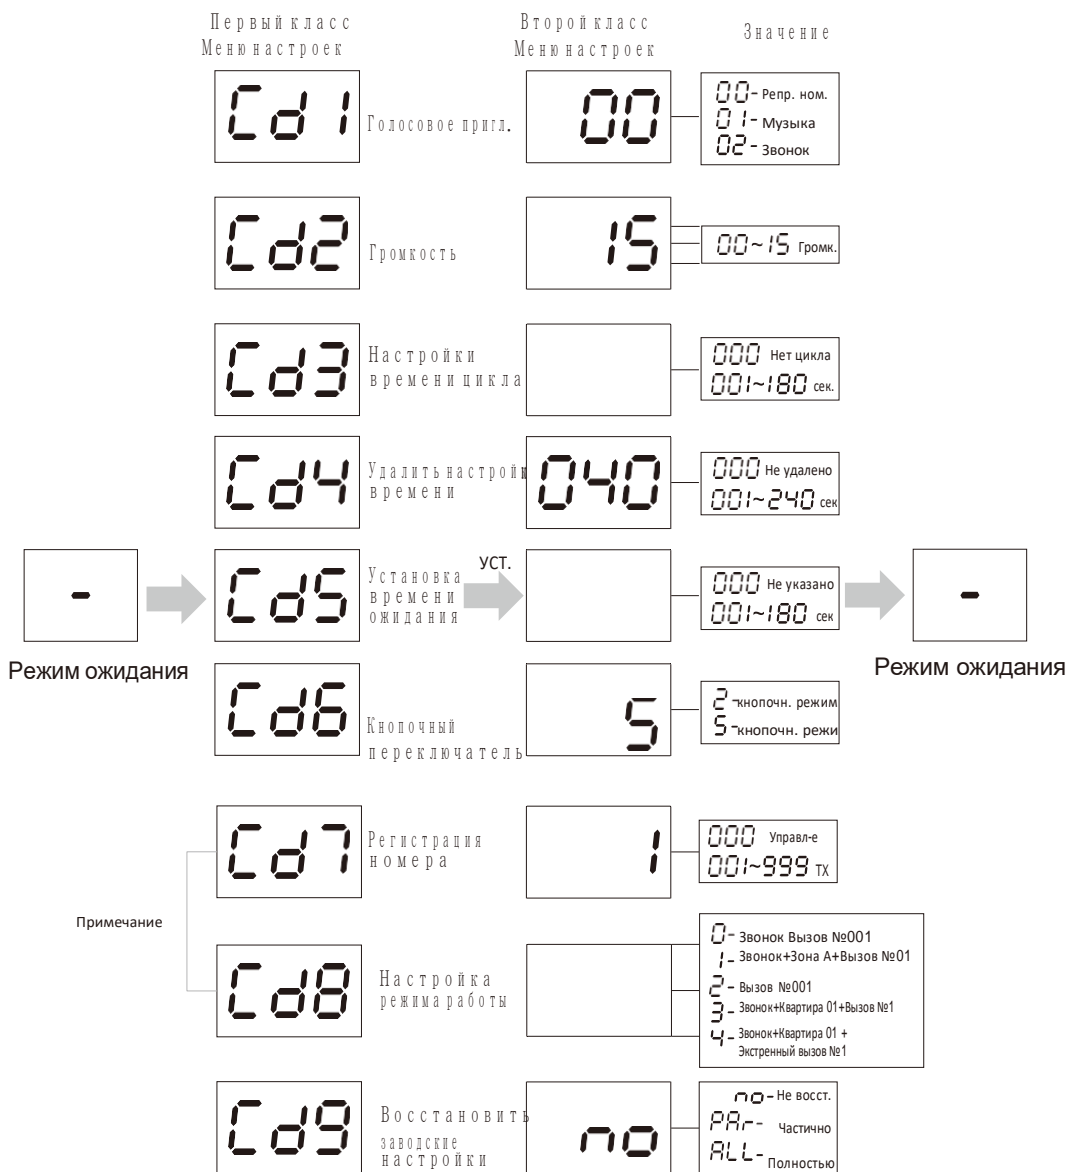 Первый класс
Меню настроек
Второй класс
Меню настроек
Значение
Cd1
Голосовое пригл.
00
00- Репр. ном.
01- Музыка
02- Звонок
Cd2
Громкость
15
00~15 Громк.
Cd3
Настройки
времени цикла
000 Нет цикла
001~180 сек.
Cd4
Удалить настройки
времени
040
000 Не удалено
001~240 сек
-
Режим ожидания
Cd5
Установка
времени
ожидания
УСТ.
000 Не указано
001~180 сек
-
Режим ожидания
Cd6
Кнопочный
переключатель
5
2-кнопочн. режим
5-кнопочн. режи
Примечание
Cd7
Регистрация
номера
1
000 Управл-е
001~999 TX
Cd8
Настройка
режима работы
0- Звонок Вызов №001
1- Звонок+Зона А+Вызов №01
2- Вызов №001
3- Звонок+Квартира 01+Вызов №1
4- Звонок+Квартира 01 +
Экстренный вызов №1
Cd9
Восстановить
заводские
настройки
no
no- Не восст.
PAr- Частично
ALL- Полностью